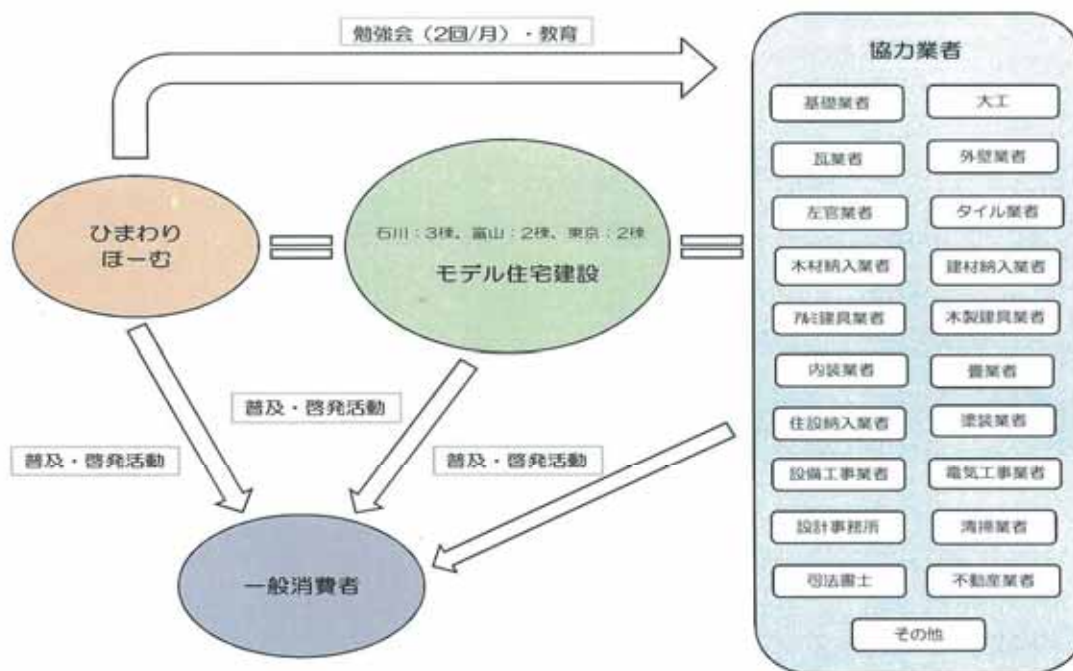 勉強会（2回/月）・教育
協力業者
基礎業者
大工
瓦業者
外壁業者
左官業者
タイル業者
木材納入業者
建材納入業者
アルミ建具業者
木製建具業者
内装業者
畳業者
住設納入業者
塗装業者
設備工事業者
電気工事業者
設計事務所
清掃業者
司法書士
不動産業者
その他
ひまわり
ほーむ
石川：3棟、富山：2棟、東京：2棟
モデル住宅建設
普及・啓発活動
普及・啓発活動
普及・啓発活動
一般消費者